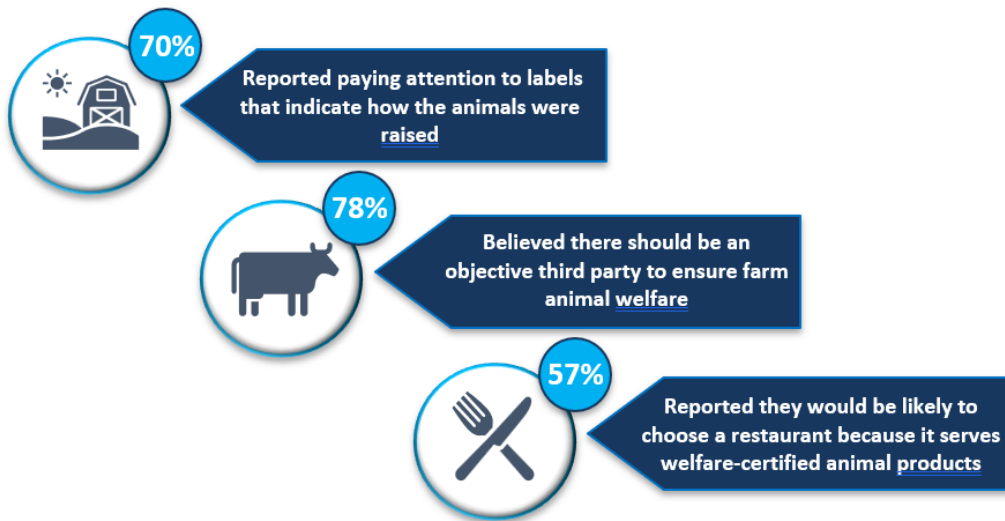 70%
Reported paying attention to labels
that indicate how the animals were
raised
78%
Believed there should be an
objective third party to ensure farm
animal welfare
57%
Reported they would be likely to
choose a restaurant because it serves
welfare-certified animal products